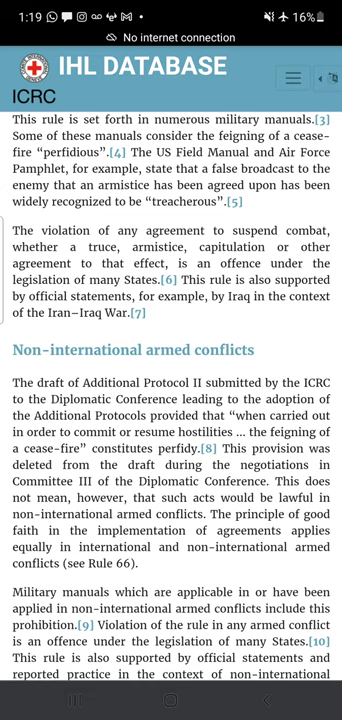 1:19
16%
No internet connection
IHL DATABASE
ICRC
This rule is set forth in numerous military manuals.[3]
Some of these manuals consider the feigning of a cease-
fire “perfidious”.[4] The US Field Manual and Air Force
Pamphlet, for example, state that a false broadcast to the
enemy that an armistice has been agreed upon has been
widely recognized to be “treacherous”.[5]
The violation of any agreement to suspend combat,
whether a truce, armistice, capitulation or other
agreement to that effect, is an offence under the
legislation of many States.[6] This rule is also supported
by official statements, for example, by Iraq in the context
of the Iran–Iraq War.[7]
Non-international armed conflicts
The draft of Additional Protocol II submitted by the ICRC
to the Diplomatic Conference leading to the adoption of
the Additional Protocols provided that “when carried out
in order to commit or resume hostilities ... the feigning of
a cease-fire” constitutes perfidy.[8] This provision was
deleted from the draft during the negotiations in
Committee III of the Diplomatic Conference. This does
not mean, however, that such acts would be lawful in
non-international armed conflicts. The principle of good
faith in the implementation of agreements applies
equally in international and non-international armed
conflicts (see Rule 66).
Military manuals which are applicable in or have been
applied in non-international armed conflicts include this
prohibition.[9] Violation of the rule in any armed conflict
is an offence under the legislation of many States.[10]
This rule is also supported by official statements and
reported practice in the context of non-international